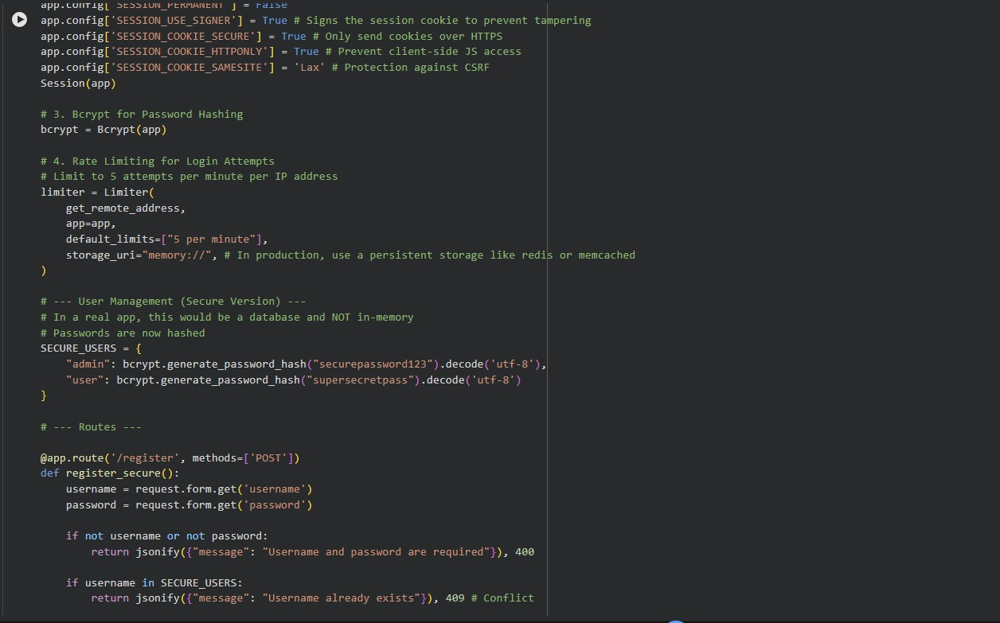 app.config['SESSION_PERMANENT'] = False
app.config['SESSION_USE_SIGNER'] = True # Signs the session cookie to prevent tampering
app.config['SESSION_COOKIE_SECURE'] = True # Only send cookies over HTTPS
app.config['SESSION_COOKIE_HTTPONLY'] = True # Prevent client-side JS access
app.config['SESSION_COOKIE_SAMESITE'] = 'Lax' # Protection against CSRF
Session(app)

# 3. Bcrypt for Password Hashing
bcrypt = Bcrypt(app)

# 4. Rate Limiting for Login Attempts
# Limit to 5 attempts per minute per IP address
limiter = Limiter(
    get_remote_address,
    app=app,
    default_limits=["5 per minute"],
    storage_uri="memory://", # In production, use a persistent storage like redis or memcached
)

# --- User Management (Secure Version) ---
# In a real app, this would be a database and NOT in-memory
# Passwords are now hashed
SECURE_USERS = {
    "admin": bcrypt.generate_password_hash("securepassword123").decode('utf-8'),
    "user": bcrypt.generate_password_hash("supersecretpass").decode('utf-8')
}

# --- Routes ---

@app.route('/register', methods=['POST'])
def register_secure():
    username = request.form.get('username')
    password = request.form.get('password')

    if not username or not password:
        return jsonify({"message": "Username and password are required"}), 400

    if username in SECURE_USERS:
        return jsonify({"message": "Username already exists"}), 409 # Conflict